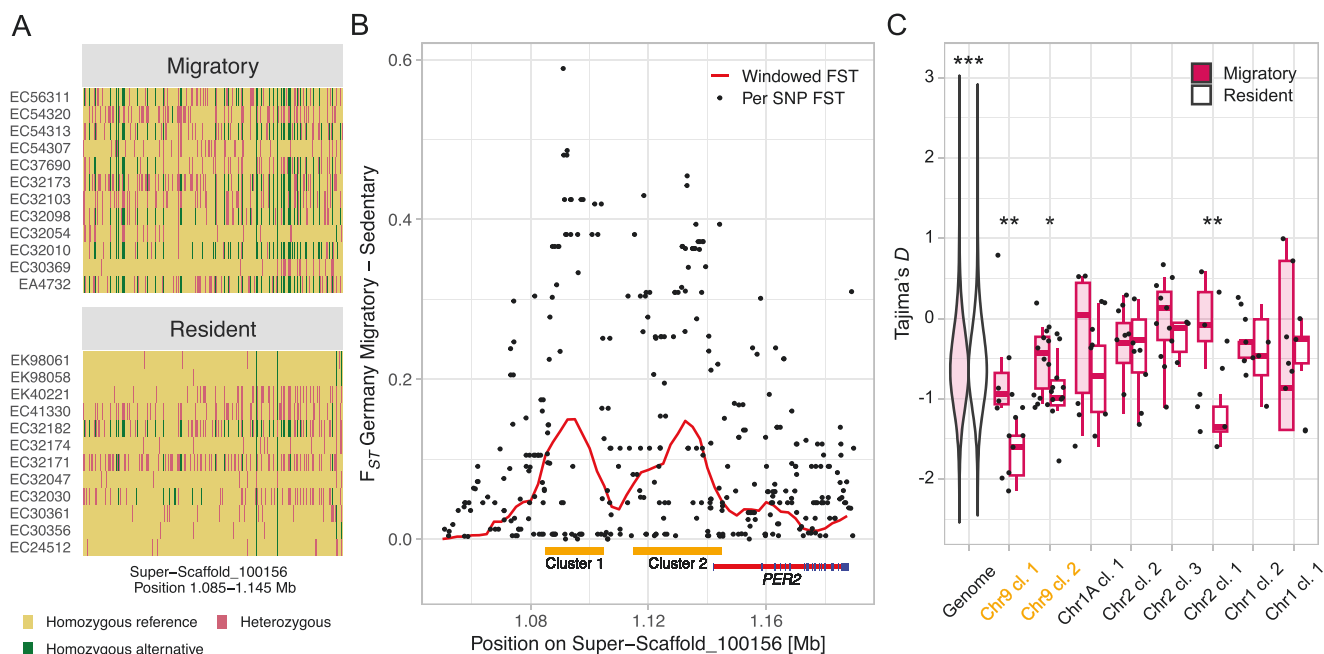 A
Migratory
EC56311
EC54320
EC54313
EC54307
EC37690
EC32173
EC32103
EC32098
EC32054
EC32010
EC30369
EA4732
Resident
EK98061
EK98058
EK40221
EC41330
EC32182
EC32174
EC32171
EC32047
EC32030
EC30361
EC30356
EC24512
Super−Scaffold_100156
Position 1.085−1.145 Mb
Homozygous reference
Heterozygous
Homozygous alternative
B
FST Germany Migratory − Sedentary
0.6
0.4
0.2
0.0
Windowed FST
Per SNP FST
Cluster 1
Cluster 2
PER2
1.08
1.12
1.16
Position on Super−Scaffold_100156 [Mb]
C
Tajima's D
3
2
1
0
-1
-2
***
**
*
**
Migratory
Resident
Genome
Chr9 cl. 1
Chr9 cl. 2
Chr1A cl. 1
Chr2 cl. 2
Chr2 cl. 3
Chr2 cl. 1
Chr1 cl. 2
Chr1 cl. 1